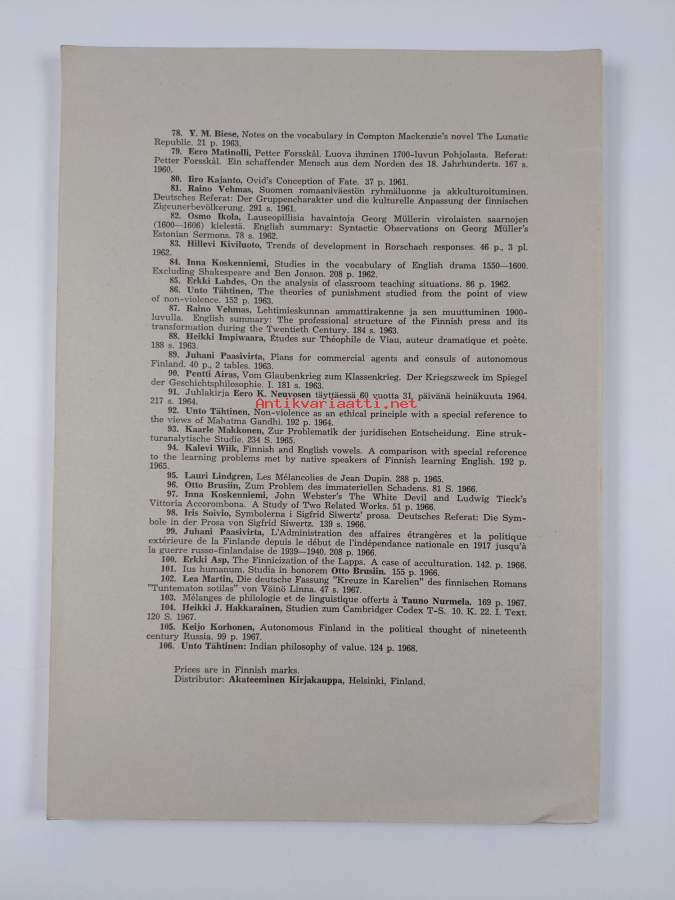 78. Y. M. Biese, Notes on the vocabulary in Compton Mackenzie's novel The Lunatic
Republic. 21 p. 1963.
79. Eero Matinolli, Petter Forsskål. Luova ihminen 1700-luvun Pohjolasta. Referat:
Petter Forsskål. Ein schaffender Mensch aus dem Norden des 18. Jahrhunderts. 167 s.
1960.
80. Iiro Kajanto, Ovid's Conception of Fate. 37 p. 1961.
81. Raino Vehmas, Suomen romaaniväestön ryhmäluonne ja akkulturoituminen.
Deutsches Referat: Der Gruppencharakter und die kulturelle Anpassung der finnischen
Zigeunerbevölkerung. 291 s. 1961.
82. Osmo Ikola, Lauseopillisia havaintoja Georg Müllerin virolaisten saarnojen
(1600—1606) kielestä. English summary: Syntactic Observations on Georg Müller's
Estonian Sermons. 78 s. 1962.
83. Hillevi Kiviluoto, Trends of development in Rorschach responses. 46 p., 3 pl.
1962.
84. Inna Koskenniemi, Studies in the vocabulary of English drama 1550—1600.
Excluding Shakespeare and Ben Jonson. 208 p. 1962.
85. Erkki Lahdes, On the analysis of classroom teaching situations. 86 p. 1962.
86. Unto Tähtinen, The theories of punishment studied from the point of view
of non-violence. 152 p. 1963.
87. Raino Vehmas, Lehtimieskunnan ammattirakenne ja sen muuttuminen 1900-
luvulla. English summary: The professional structure of the Finnish press and its
transformation during the Twentieth Century. 184 s. 1963.
88. Heikki Impiwaara, Études sur Théophile de Viau, auteur dramatique et poète.
188 s. 1963.
89. Juhani Paasivirta, Plans for commercial agents and consuls of autonomous
Finland. 40 p., 2 tables. 1963.
90. Pentti Airas, Vom Glaubenkrieg zum Klassenkrieg. Der Kriegszweck im Spiegel
der Geschichtsphilosophie. I. 181 s. 1963.
91. Juhlakirja Eero K. Neuvosen täyttäessä 60 vuotta 31. päivänä heinäkuuta 1964.
217 s. 1964.
Antikvariaatti.net
92. Unto Tähtinen, Non-violence as an ethical principle with a special reference to
the views of Mahatma Gandhi. 192 p. 1964.
93. Kaarle Makkonen, Zur Problematik der juridischen Entscheidung. Eine struk-
turanalytische Studie. 234 S. 1965.
94. Kalevi Wiik, Finnish and English vowels. A comparison with special reference
to the learning problems met by native speakers of Finnish learning English. 192 p.
1965.
95. Lauri Lindgren, Les Mélancolies de Jean Dupin. 288 p. 1965.
96. Otto Brusiin, Zum Problem des immateriellen Schadens. 81 S. 1966.
97. Inna Koskenniemi, John Webster's The White Devil and Ludwig Tieck's
Vittoria Accorombona. A Study of Two Related Works. 51 p. 1966.
98. Iris Soivio, Symbolerna i Sigfrid Siwertz' prosa. Deutsches Referat: Die Sym-
bole in der Prosa von Sigfrid Siwertz. 139 s. 1966.
99. Juhani Paasivirta, L'Administration des affaires étrangères et la politique
extérieure de la Finlande depuis le début de l'indépendance nationale en 1917 jusqu'à
la guerre russo-finlandaise de 1939—1940. 208 p. 1966.
100. Erkki Asp, The Finnicization of the Lapps. A case of acculturation. 142. p. 1966.
101. Ius humanum. Studia in honorem Otto Brusiin. 155 p. 1966.
102. Lea Martin, Die deutsche Fassung "Kreuze in Karelien" des finnischen Romans
"Tuntematon sotilas" von Väinö Linna. 47 s. 1967.
103. Mélanges de philologie et de linguistique offerts à Tauno Nurmela. 169 p. 1967.
104. Heikki J. Hakkarainen, Studien zum Cambridger Codex T-S. 10. K. 22. I. Text.
120 S. 1967.
105. Keijo Korhonen, Autonomous Finland in the political thought of nineteenth
century Russia. 99 p. 1967.
106. Unto Tähtinen: Indian philosophy of value. 124 p. 1968.
Prices are in Finnish marks.
Distributor: Akateeminen Kirjakauppa, Helsinki, Finland.